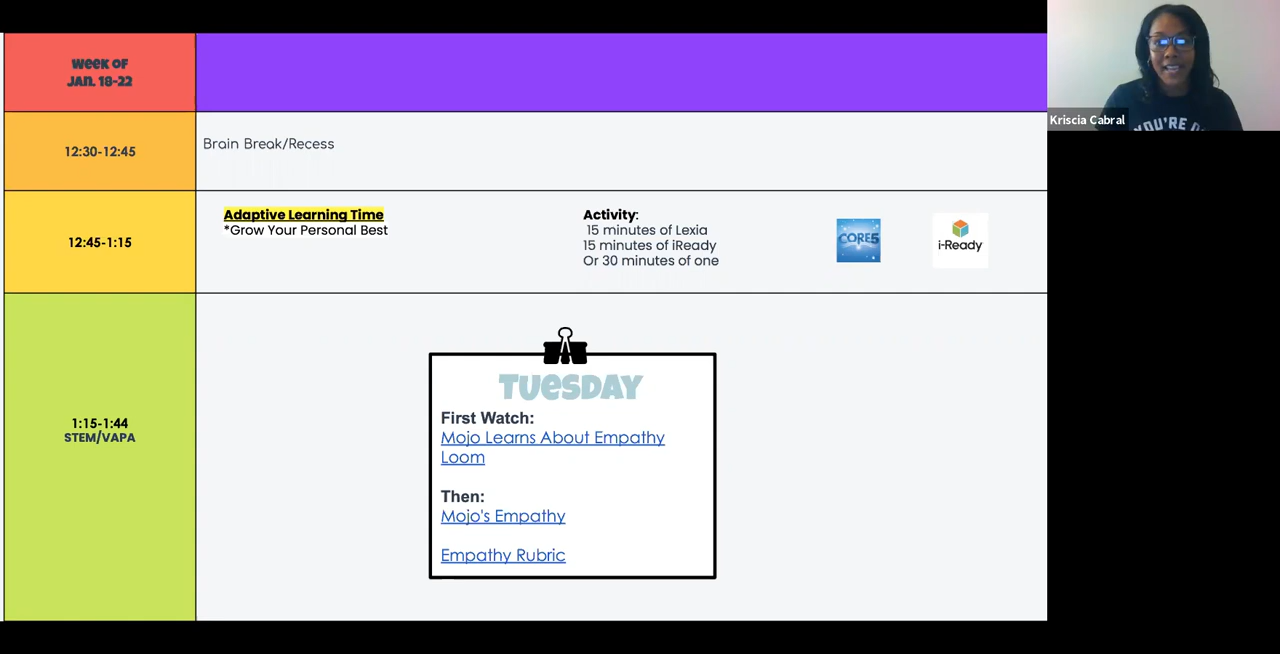 Week of
Jan. 18-22
12:30-12:45
Brain Break/Recess
12:45-1:15
Adaptive Learning Time
*Grow Your Personal Best
Activity:
15 minutes of Lexia
15 minutes of iReady
Or 30 minutes of one
CORE5
i-Ready
1:15-1:44
STEM/VAPA
Tuesday
First Watch:
Mojo Learns About Empathy
Loom
Then:
Mojo's Empathy
Empathy Rubric
Kriscia Cabral
YOU'RE